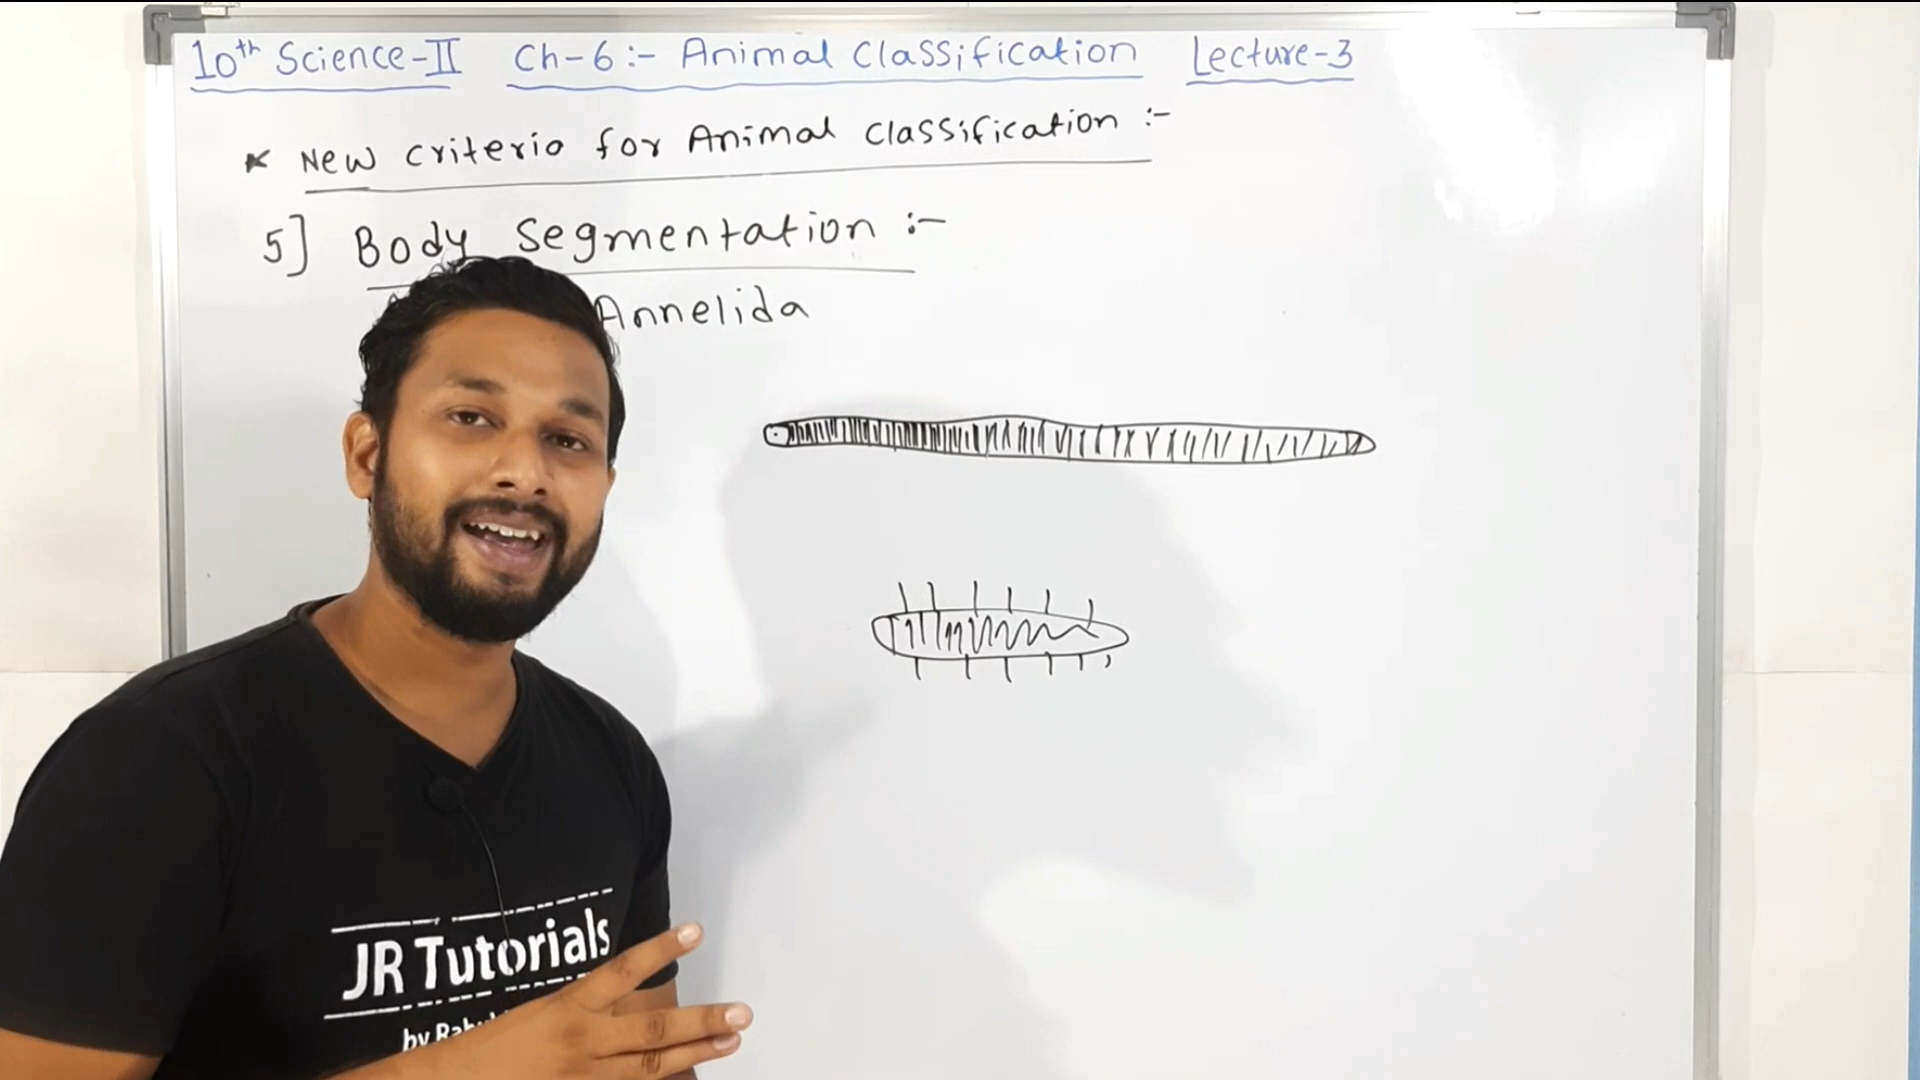 10th Science-II Ch-6:- Animal Classification Lecture-3
* New criteria for Animal classification :-
5] Body Segmentation :-
Annelida
JR Tutorials
by